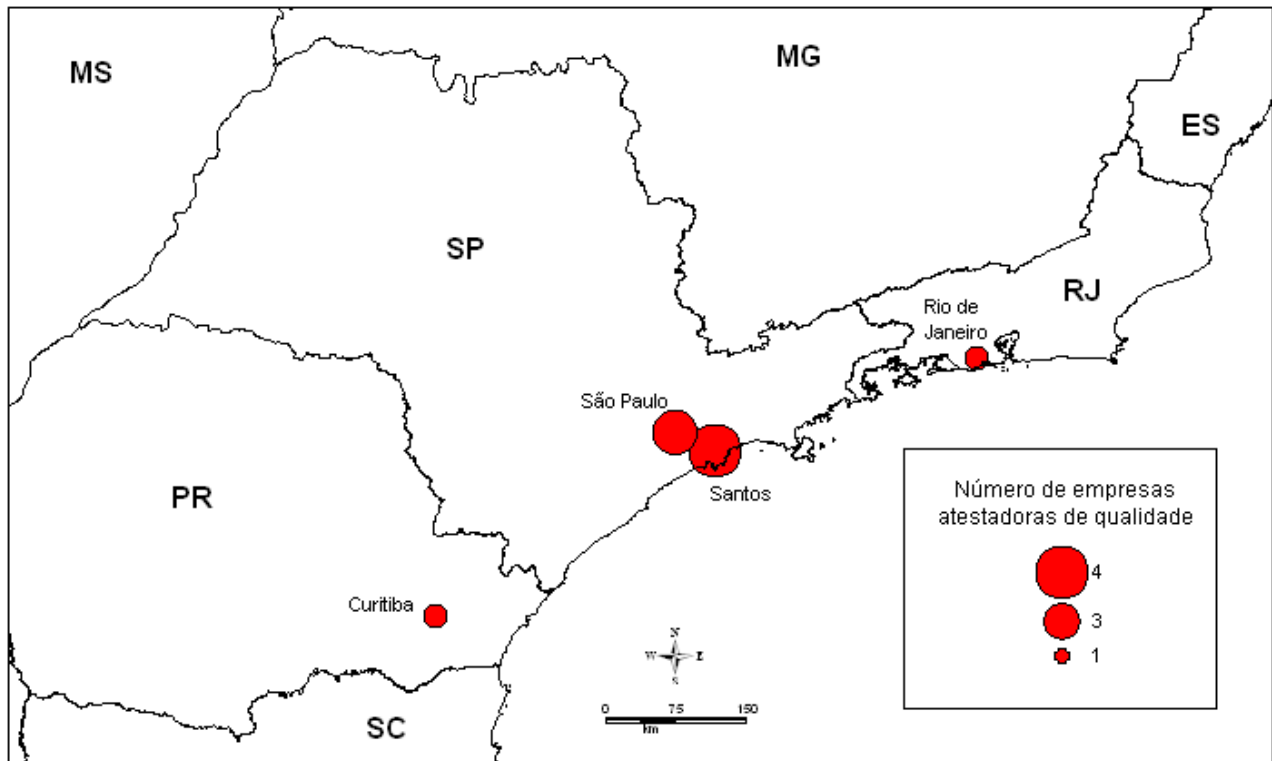 MS
MG
ES
SP
RJ
Rio de
Janeiro
São Paulo
Santos
PR
Curitiba
SC
N
W
E
S
0 75 150
km
Número de empresas
atestadoras de qualidade
4
3
1